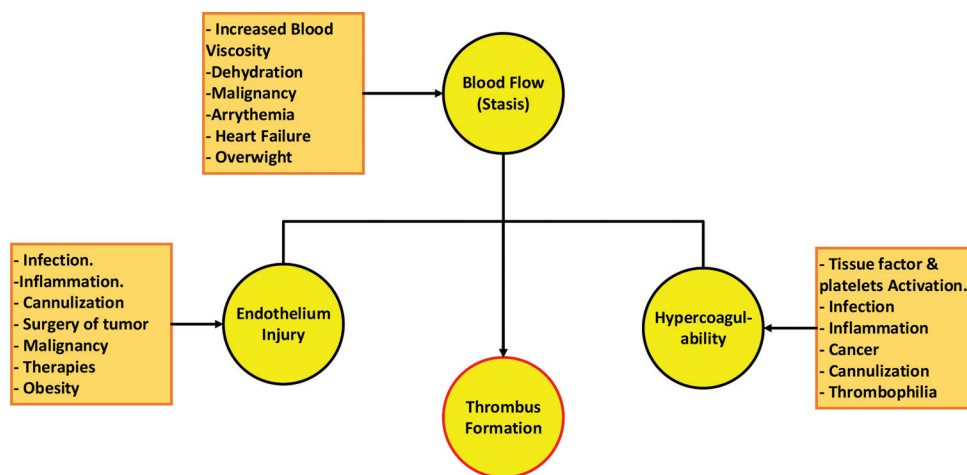 - Increased Blood
Viscosity
-Dehydration
-Malignancy
-Arrythemia
- Heart Failure
- Overwight
Blood Flow
(Stasis)
- Infection.
-Inflammation.
- Cannulization
- Surgery of tumor
- Malignancy
- Therapies
- Obesity
Endothelium
Injury
Hypercoagul-
ability
- Tissue factor &
platelets Activation.
- Infection
- Inflammation
- Cancer
- Cannulization
- Thrombophilia
Thrombus
Formation